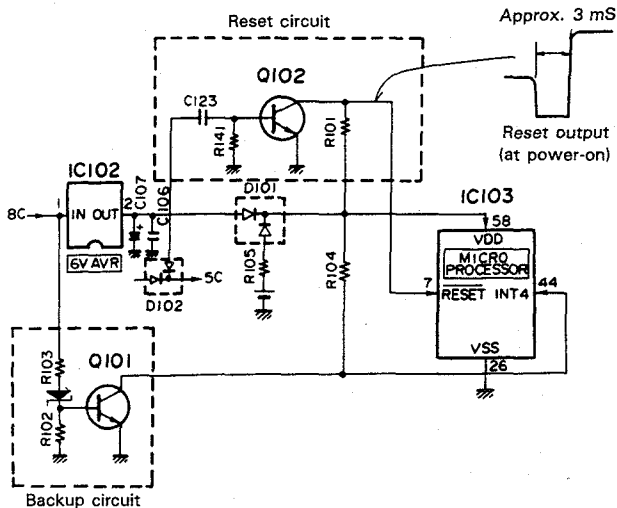 Reset circuit
Approx. 3 mS
Q102
C123
R141
R101
Reset output
(at power-on)
IC102
C107
C106
D101
IC103
1
2
8C
IN OUT
58
VDD
6V AVR
MICRO
PROCESSOR
R105
R104
5C
D102
7
RESET INT4
44
Q101
R103
VSS
26
R102
Backup circuit